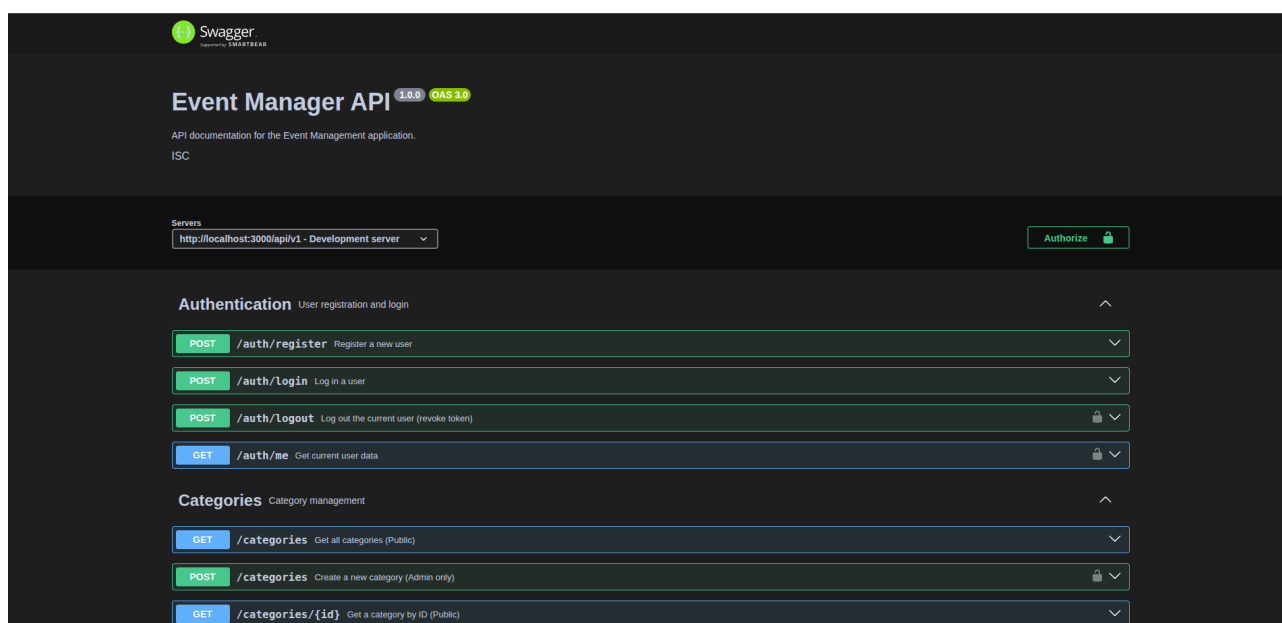 Swagger.
Supported by SMARTBEAR
Event Manager API 1.0.0 OAS 3.0
API documentation for the Event Management application.
ISC
Servers
http://localhost:3000/api/v1 - Development server
Authorize
Authentication User registration and login
POST /auth/register Register a new user
POST /auth/login Log in a user
POST /auth/logout Log out the current user (revoke token)
GET /auth/me Get current user data
Categories Category management
GET /categories Get all categories (Public)
POST /categories Create a new category (Admin only)
GET /categories/{id} Get a category by ID (Public)